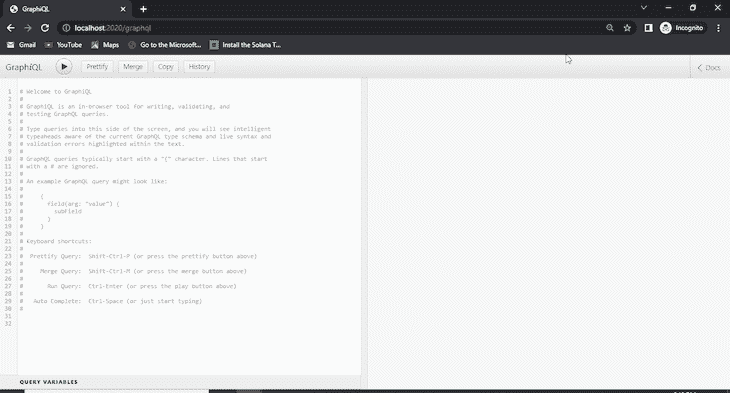 GraphiQL
localhost:2020/graphql
Incognito
Gmail YouTube Maps Go to the Microsoft... Install the Solana T...
GraphiQL Prettify Merge Copy History Docs
1 # Welcome to GraphiQL
2 #
3 # GraphiQL is an in-browser tool for writing, validating, and
4 # testing GraphQL queries.
5 #
6 # Type queries into this side of the screen, and you will see intelligent
7 # typeaheads aware of the current GraphQL type schema and live syntax and
8 # validation errors highlighted within the text.
9 #
10 # GraphQL queries typically start with a "{" character. Lines that start
11 # with a # are ignored.
12 #
13 # An example GraphQL query might look like:
14 #
15 #     {
16 #       field(arg: "value") {
17 #         subField
18 #       }
19 #     }
20 #
21 # Keyboard shortcuts:
22 #
23 #  Prettify Query:  Shift-Ctrl-P (or press the prettify button above)
24 #
25 #     Merge Query:  Shift-Ctrl-M (or press the merge button above)
26 #
27 #       Run Query:  Ctrl-Enter (or press the play button above)
28 #
29 #   Auto Complete:  Ctrl-Space (or just start typing)
30 #
31
32
QUERY VARIABLES